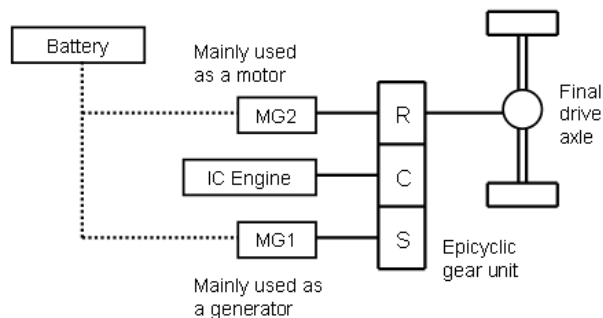 Battery
Mainly used
as a motor
MG2
R
Final
drive
axle
IC Engine
C
MG1
S
Epicyclic
gear unit
Mainly used as
a generator